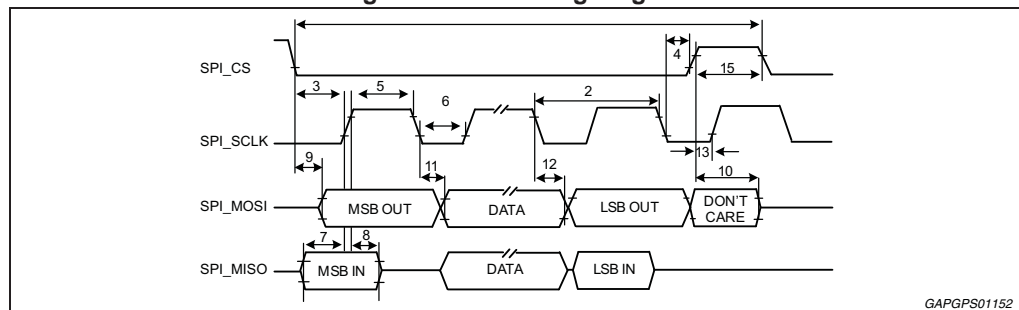 4
SPI_CS
15
3
5
6
2
SPI_SCLK
13
9
11
12
10
SPI_MOSI
MSB OUT
DATA
LSB OUT
DON'T
CARE
7
8
SPI_MISO
MSB IN
DATA
LSB IN
GAPGPS01152